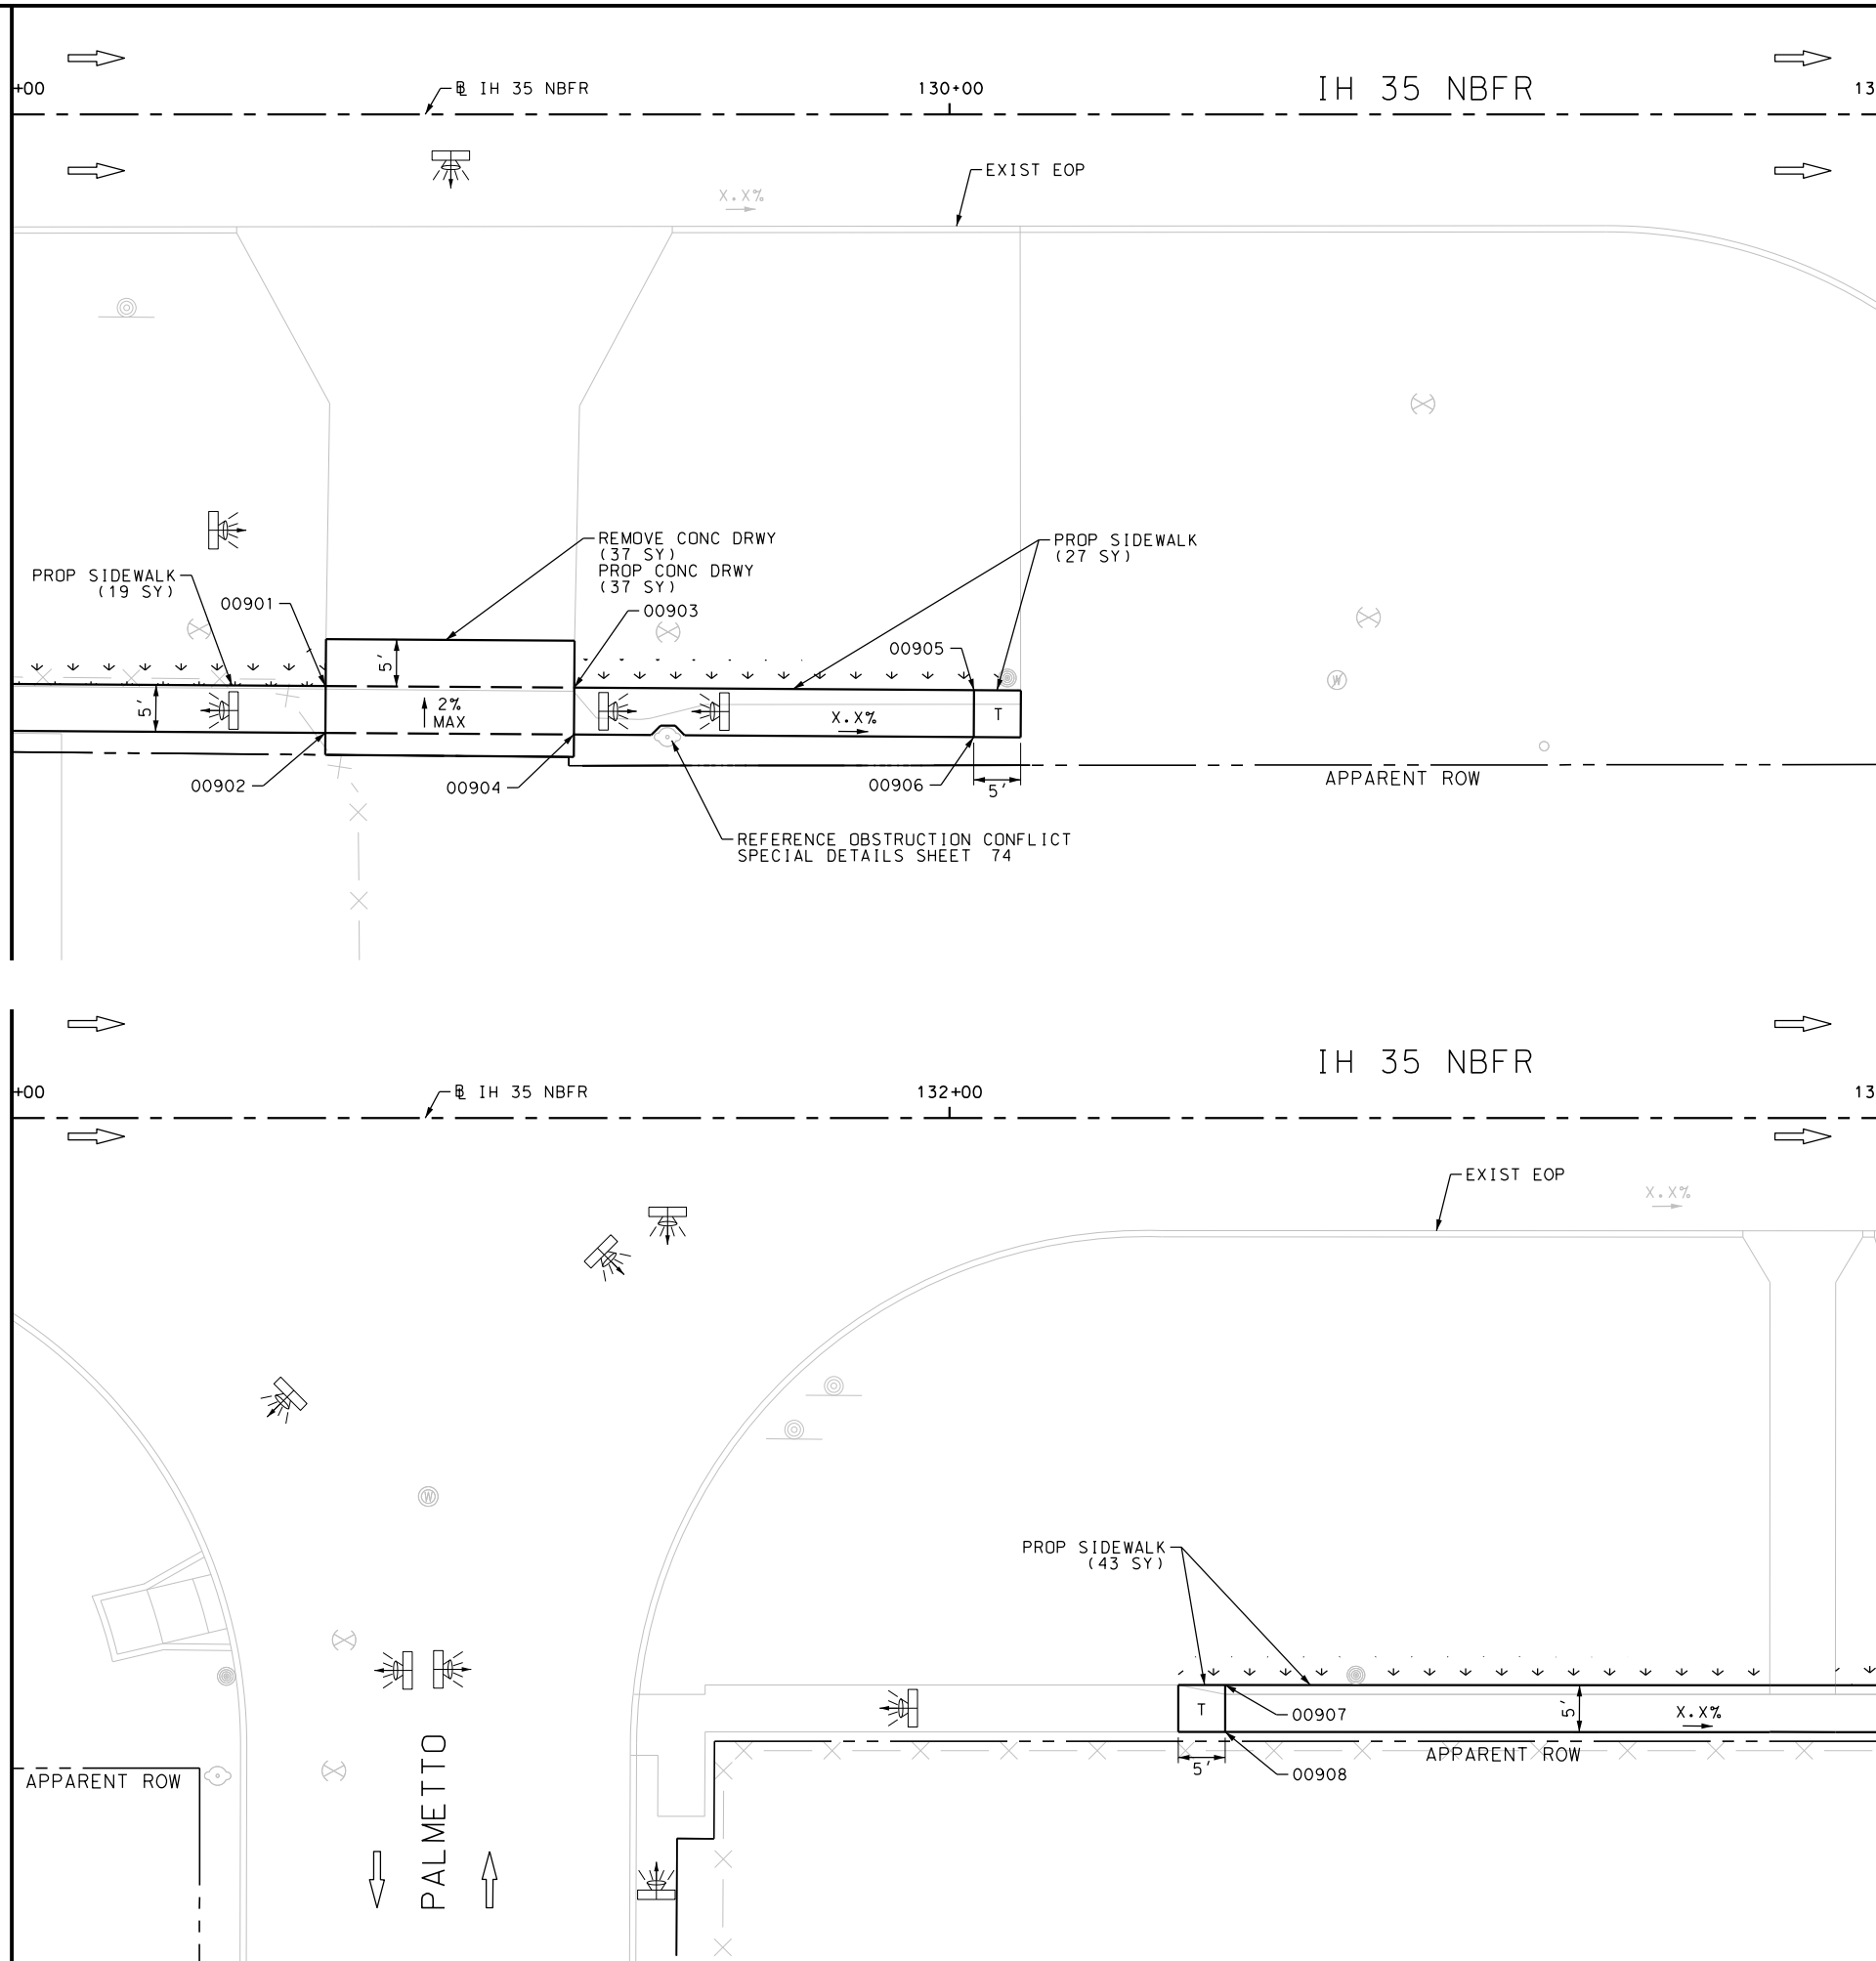 +00
℄ IH 35 NBFR
130+00
IH 35 NBFR
13
EXIST EOP
X.X%
REMOVE CONC DRWY
(37 SY)
PROP CONC DRWY
(37 SY)
PROP SIDEWALK
(27 SY)
PROP SIDEWALK
(19 SY)
00901
00903
00905
5'
5'
2%
MAX
X.X%
T
W
00902
00904
00906
5'
APPARENT ROW
REFERENCE OBSTRUCTION CONFLICT
SPECIAL DETAILS SHEET 74
IH 35 NBFR
+00
℄ IH 35 NBFR
132+00
13
EXIST EOP
X.X%
W
PROP SIDEWALK
(43 SY)
T
00907
5'
X.X%
APPARENT ROW
5'
00908
APPARENT ROW
PALMETTO